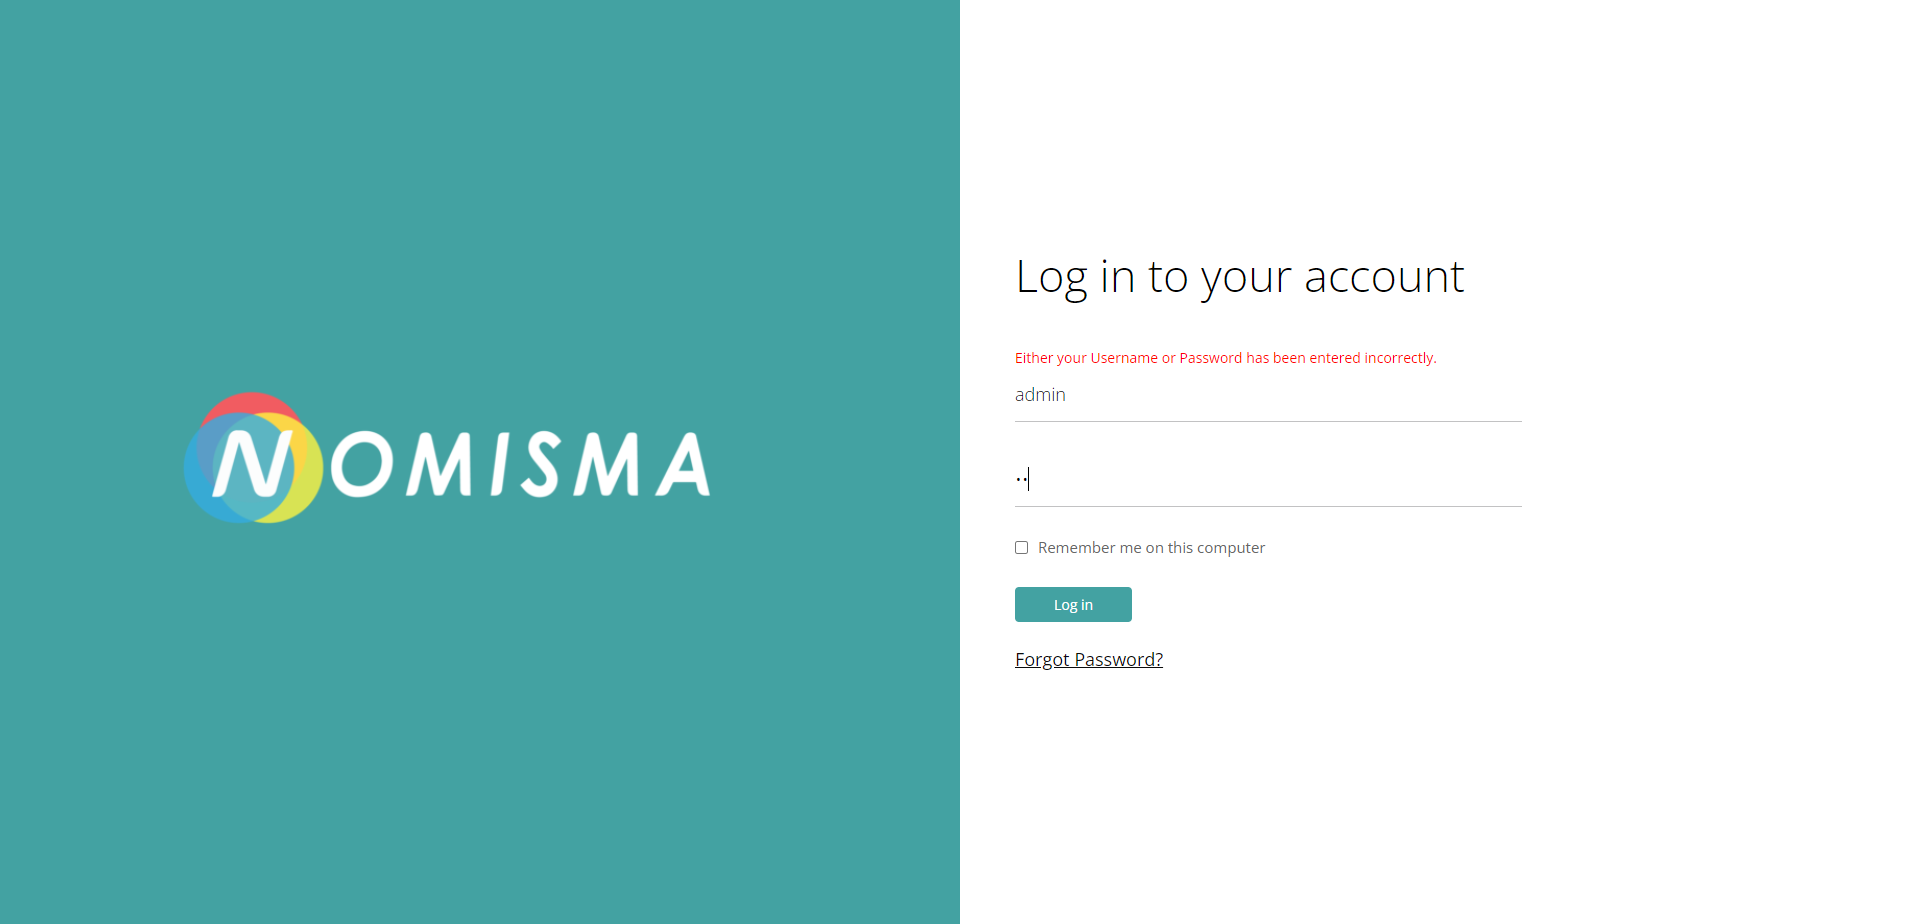 NOMISMA
Log in to your account
Either your Username or Password has been entered incorrectly.
admin
••
Remember me on this computer
Log in
Forgot Password?